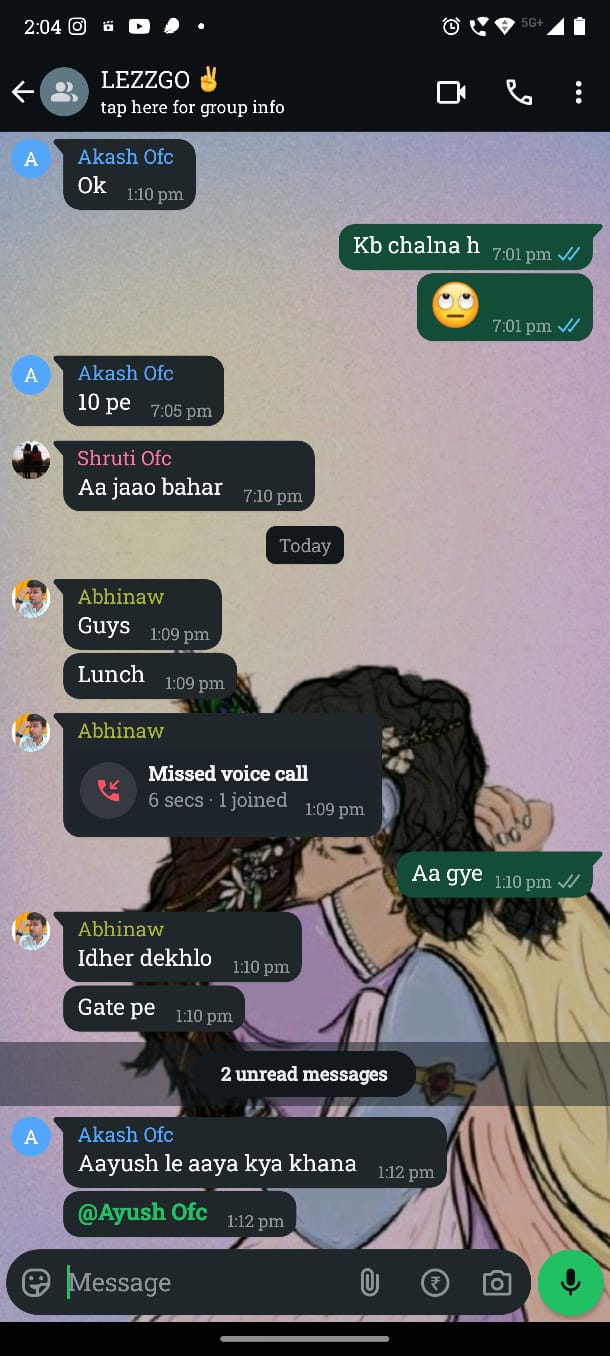 2:04
5G+
LEZZGO ✌️
tap here for group info
A
Akash Ofc
Ok 1:10 pm
Kb chalna h 7:01 pm
🙄 7:01 pm
A
Akash Ofc
10 pe 7:05 pm
Shruti Ofc
Aa jaao bahar 7:10 pm
Today
Abhinaw
Guys 1:09 pm
Lunch 1:09 pm
Abhinaw
Missed voice call
6 secs · 1 joined 1:09 pm
Aa gye 1:10 pm
Abhinaw
Idher dekhlo 1:10 pm
Gate pe 1:10 pm
2 unread messages
A
Akash Ofc
Aayush le aaya kya khana 1:12 pm
@Ayush Ofc 1:12 pm
Message
₹